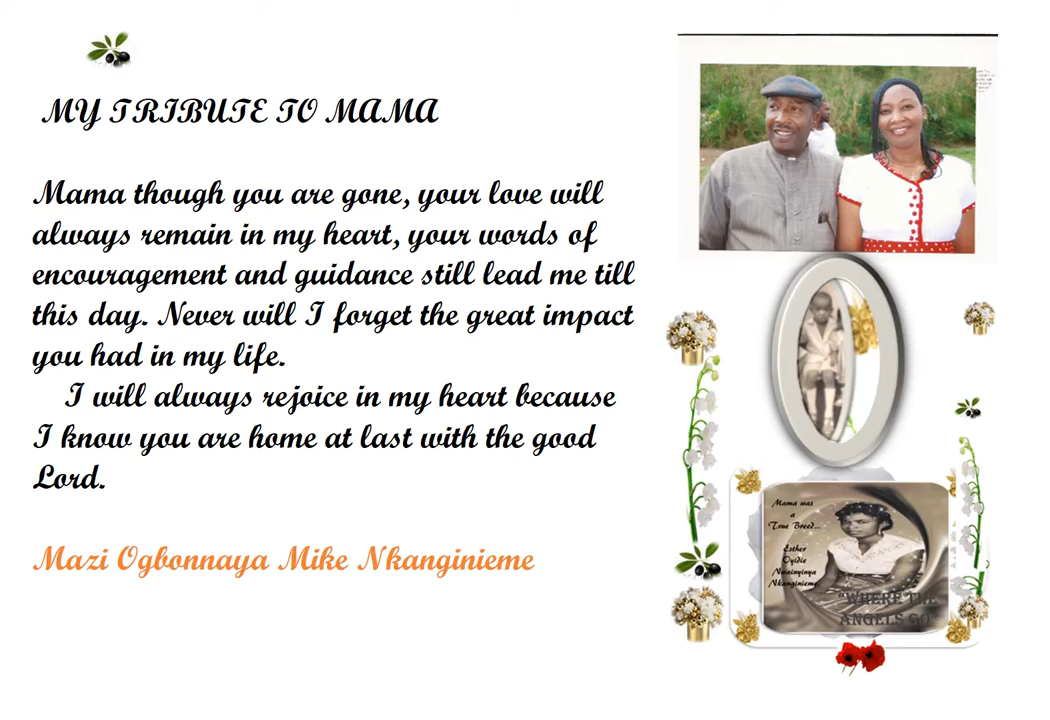 MY TRIBUTE TO MAMA
Mama though you are gone, your love will
always remain in my heart, your words of
encouragement and guidance still lead me till
this day. Never will I forget the great impact
you had in my life.
I will always rejoice in my heart because
I know you are home at last with the good
Lord.
Mazi Ogbonnaya Mike Nkanginieme
Mama was
a
True Breed...
Esther
Oyidie
Nwainyinya
Nkanginieme
"WHERE THE
ANGELS GO"